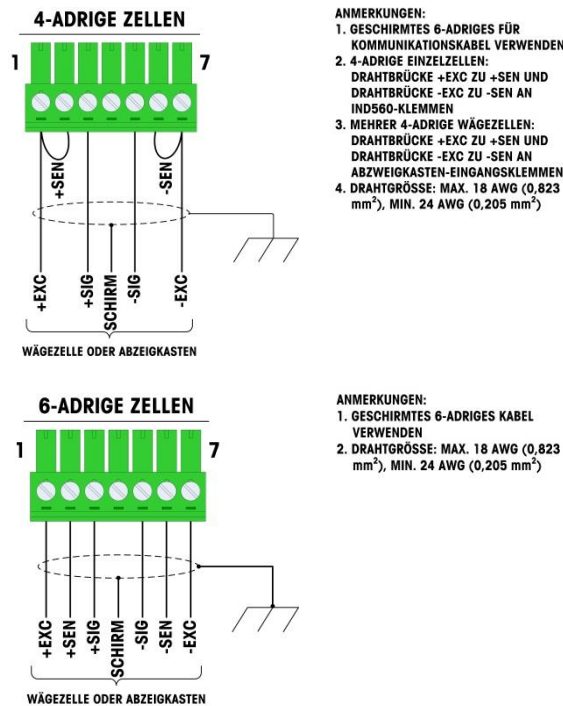 4-ADRIGE ZELLEN
1
7
+SEN
-SEN
+EXC
+SIG
SCHIRM
-SIG
-EXC
WÄGEZELLE ODER ABZEIGKASTEN
ANMERKUNGEN:
1. GESCHIRMTES 6-ADRIGES FÜR
KOMMUNIKATIONSKABEL VERWENDEN
2. 4-ADRIGE EINZELZELLEN:
DRAHTBRÜCKE +EXC ZU +SEN UND
DRAHTBRÜCKE -EXC ZU -SEN AN
IND560-KLEMMEN
3. MEHRER 4-ADRIGE WÄGEZELLEN:
DRAHTBRÜCKE +EXC ZU +SEN UND
DRAHTBRÜCKE -EXC ZU -SEN AN
ABZWEIGKASTEN-EINGANGSKLEMMEN
4. DRAHTGRÖSSE: MAX. 18 AWG (0,823
mm²), MIN. 24 AWG (0,205 mm²)
6-ADRIGE ZELLEN
1
7
+EXC
+SEN
+SIG
SCHIRM
-SIG
-SEN
-EXC
WÄGEZELLE ODER ABZEIGKASTEN
ANMERKUNGEN:
1. GESCHIRMTES 6-ADRIGES KABEL
VERWENDEN
2. DRAHTGRÖSSE: MAX. 18 AWG (0,823
mm²), MIN. 24 AWG (0,205 mm²)